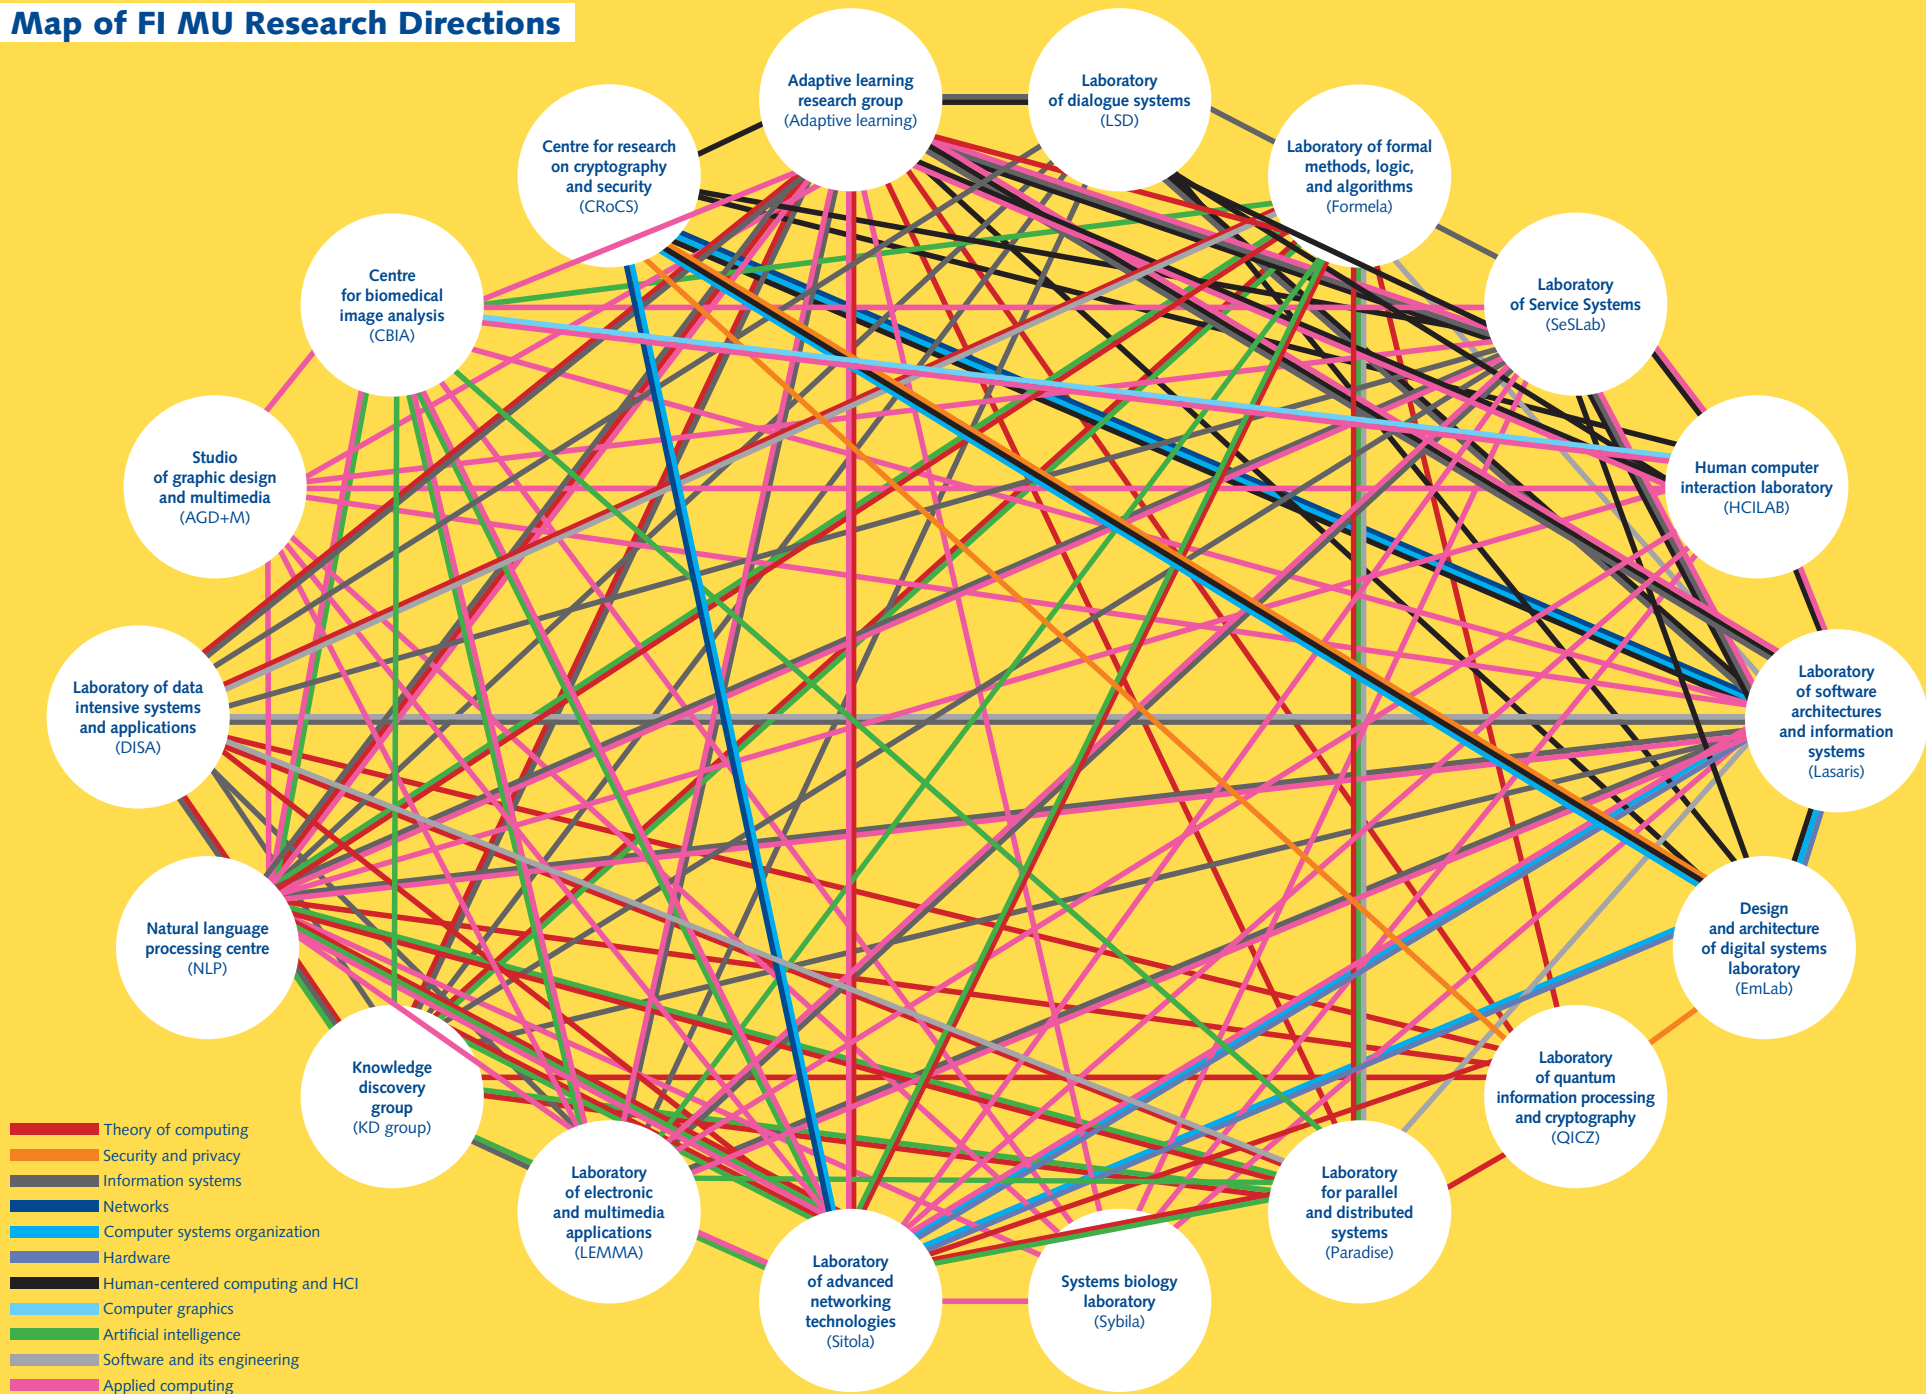 Map of FI MU Research Directions
Adaptive learning
research group
(Adaptive learning)
Laboratory
of dialogue systems
(LSD)
Laboratory of formal
methods, logic,
and algorithms
(Formela)
Laboratory
of Service Systems
(SeSLab)
Human computer
interaction laboratory
(HCILAB)
Laboratory
of software
architectures
and information
systems
(Lasaris)
Design
and architecture
of digital systems
laboratory
(EmLab)
Laboratory
of quantum
information processing
and cryptography
(QICZ)
Laboratory
for parallel
and distributed
systems
(Paradise)
Systems biology
laboratory
(Sybila)
Laboratory
of advanced
networking
technologies
(Sitola)
Laboratory
of electronic
and multimedia
applications
(LEMMA)
Knowledge
discovery
group
(KD group)
Natural language
processing centre
(NLP)
Laboratory of data
intensive systems
and applications
(DISA)
Studio
of graphic design
and multimedia
(AGD+M)
Centre
for biomedical
image analysis
(CBIA)
Centre for research
on cryptography
and security
(CRoCS)
Theory of computing
Security and privacy
Information systems
Networks
Computer systems organization
Hardware
Human-centered computing and HCI
Computer graphics
Artificial intelligence
Software and its engineering
Applied computing